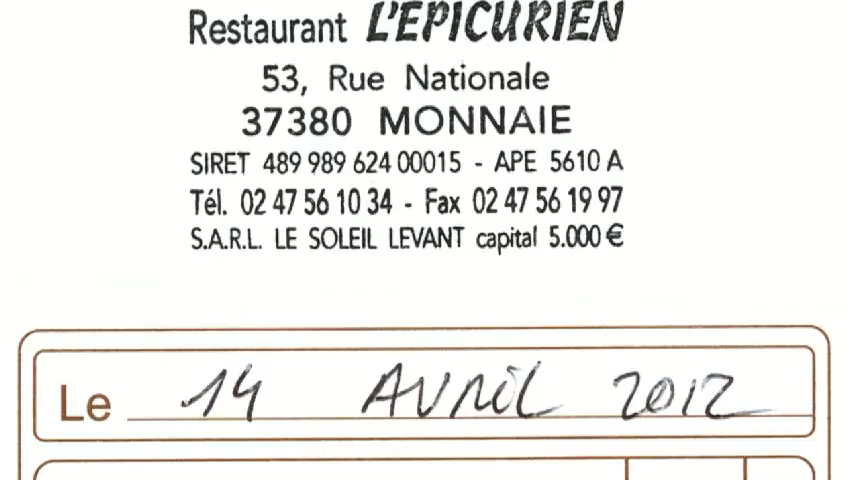 Restaurant L'EPICURIEN
53, Rue Nationale
37380 MONNAIE
SIRET 489 989 624 00015 - APE 5610 A
Tél. 02 47 56 10 34 - Fax 02 47 56 19 97
S.A.R.L. LE SOLEIL LEVANT capital 5.000 €
Le 14 AVRIL 2012